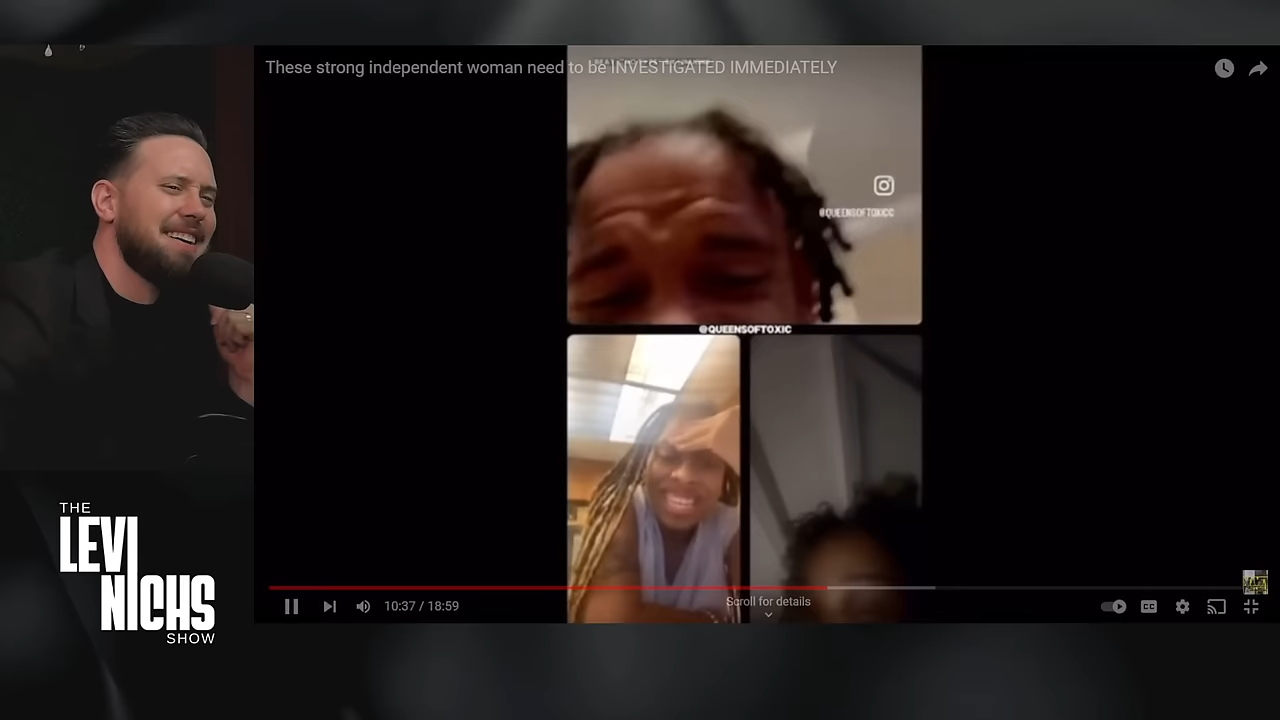 These strong independent woman need to be INVESTIGATED IMMEDIATELY
@QUEENSOFTOXICC
@QUEENSOFTOXIC
THE
LEVI
NICHS
SHOW
10:37 / 18:59
Scroll for details
CC